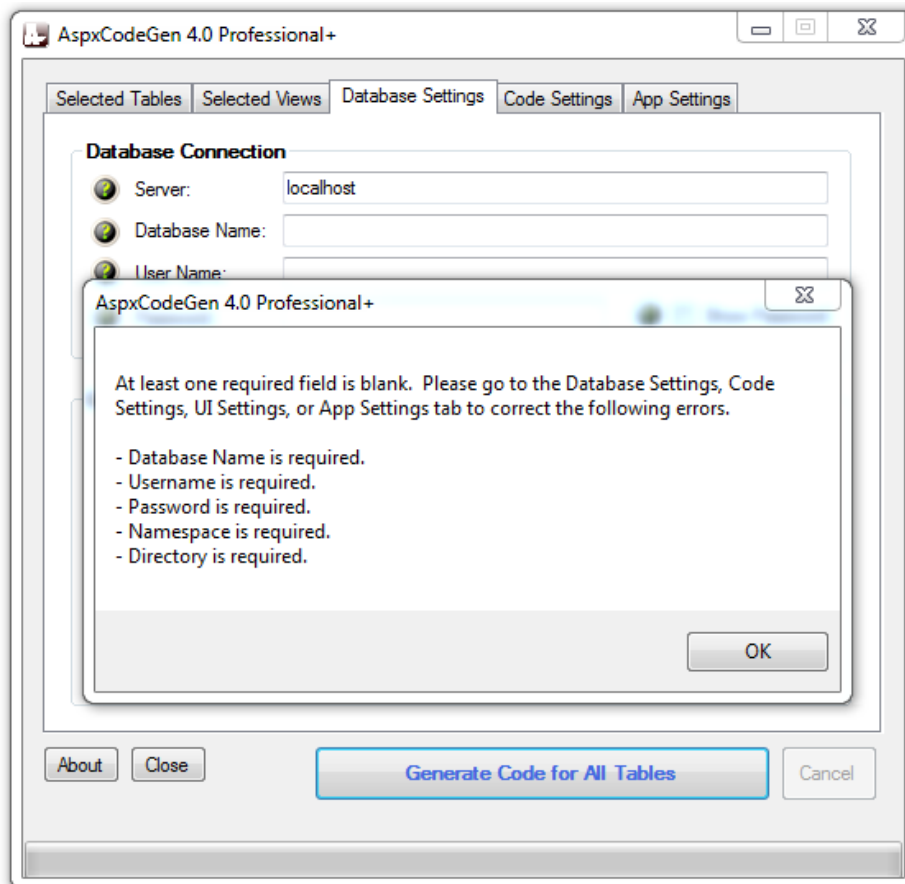 AspxCodeGen 4.0 Professional+
Selected Tables Selected Views Database Settings Code Settings App Settings
Database Connection
Server: localhost
Database Name:
User Name:
AspxCodeGen 4.0 Professional+
At least one required field is blank. Please go to the Database Settings, Code
Settings, UI Settings, or App Settings tab to correct the following errors.
- Database Name is required.
- Username is required.
- Password is required.
- Namespace is required.
- Directory is required.
OK
About Close Generate Code for All Tables Cancel